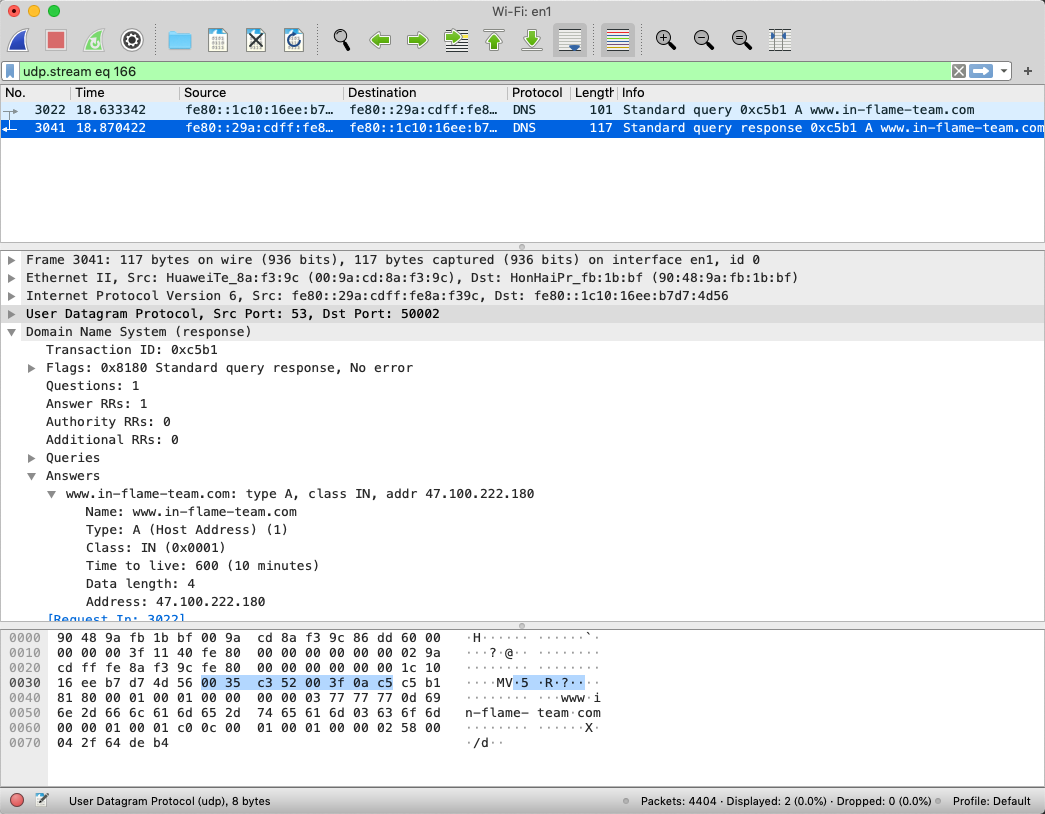 Wi-Fi: en1
udp.stream eq 166
No. Time Source Destination Protocol Length Info
3022 18.633342 fe80::1c10:16ee:b7… fe80::29a:cdff:fe8… DNS 101 Standard query 0xc5b1 A www.in-flame-team.com
3041 18.870422 fe80::29a:cdff:fe8… fe80::1c10:16ee:b7… DNS 117 Standard query response 0xc5b1 A www.in-flame-team.com
Frame 3041: 117 bytes on wire (936 bits), 117 bytes captured (936 bits) on interface en1, id 0
Ethernet II, Src: HuaweiTe_8a:f3:9c (00:9a:cd:8a:f3:9c), Dst: HonHaiPr_fb:1b:bf (90:48:9a:fb:1b:bf)
Internet Protocol Version 6, Src: fe80::29a:cdff:fe8a:f39c, Dst: fe80::1c10:16ee:b7d7:4d56
User Datagram Protocol, Src Port: 53, Dst Port: 50002
Domain Name System (response)
Transaction ID: 0xc5b1
Flags: 0x8180 Standard query response, No error
Questions: 1
Answer RRs: 1
Authority RRs: 0
Additional RRs: 0
Queries
Answers
www.in-flame-team.com: type A, class IN, addr 47.100.222.180
Name: www.in-flame-team.com
Type: A (Host Address) (1)
Class: IN (0x0001)
Time to live: 600 (10 minutes)
Data length: 4
Address: 47.100.222.180
[Request In: 3022]
0000 90 48 9a fb 1b bf 00 9a cd 8a f3 9c 86 dd 60 00 ·H······ ······`·
0010 00 00 00 3f 11 40 fe 80 00 00 00 00 00 00 02 9a ···?·@·· ········
0020 cd ff fe 8a f3 9c fe 80 00 00 00 00 00 00 1c 10 ········ ········
0030 16 ee b7 d7 4d 56 00 35 c3 52 00 3f 0a c5 c5 b1 ····MV·5 ·R·?····
0040 81 80 00 01 00 01 00 00 00 00 03 77 77 77 0d 69 ········ ···www·i
0050 6e 2d 66 6c 61 6d 65 2d 74 65 61 6d 03 63 6f 6d n-flame- team·com
0060 00 00 01 00 01 c0 0c 00 01 00 01 00 00 02 58 00 ········ ······X·
0070 04 2f 64 de b4 ·/d··
User Datagram Protocol (udp), 8 bytes Packets: 4404 · Displayed: 2 (0.0%) · Dropped: 0 (0.0%) Profile: Default